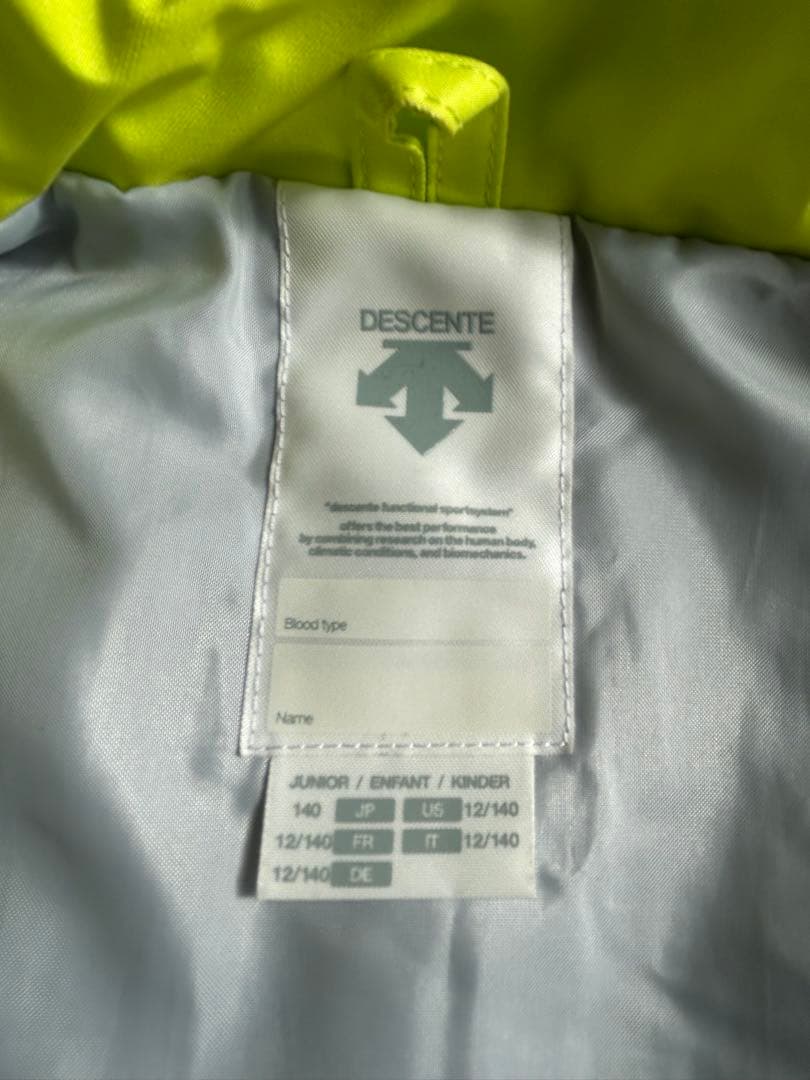 DESCENTE
"descente functional sportsystem"
offers the best performance
by combining research on the human body,
climatic conditions, and biomechanics.
Blood type
Name
JUNIOR / ENFANT / KINDER
140 JP US 12/140
12/140 FR IT 12/140
12/140 DE